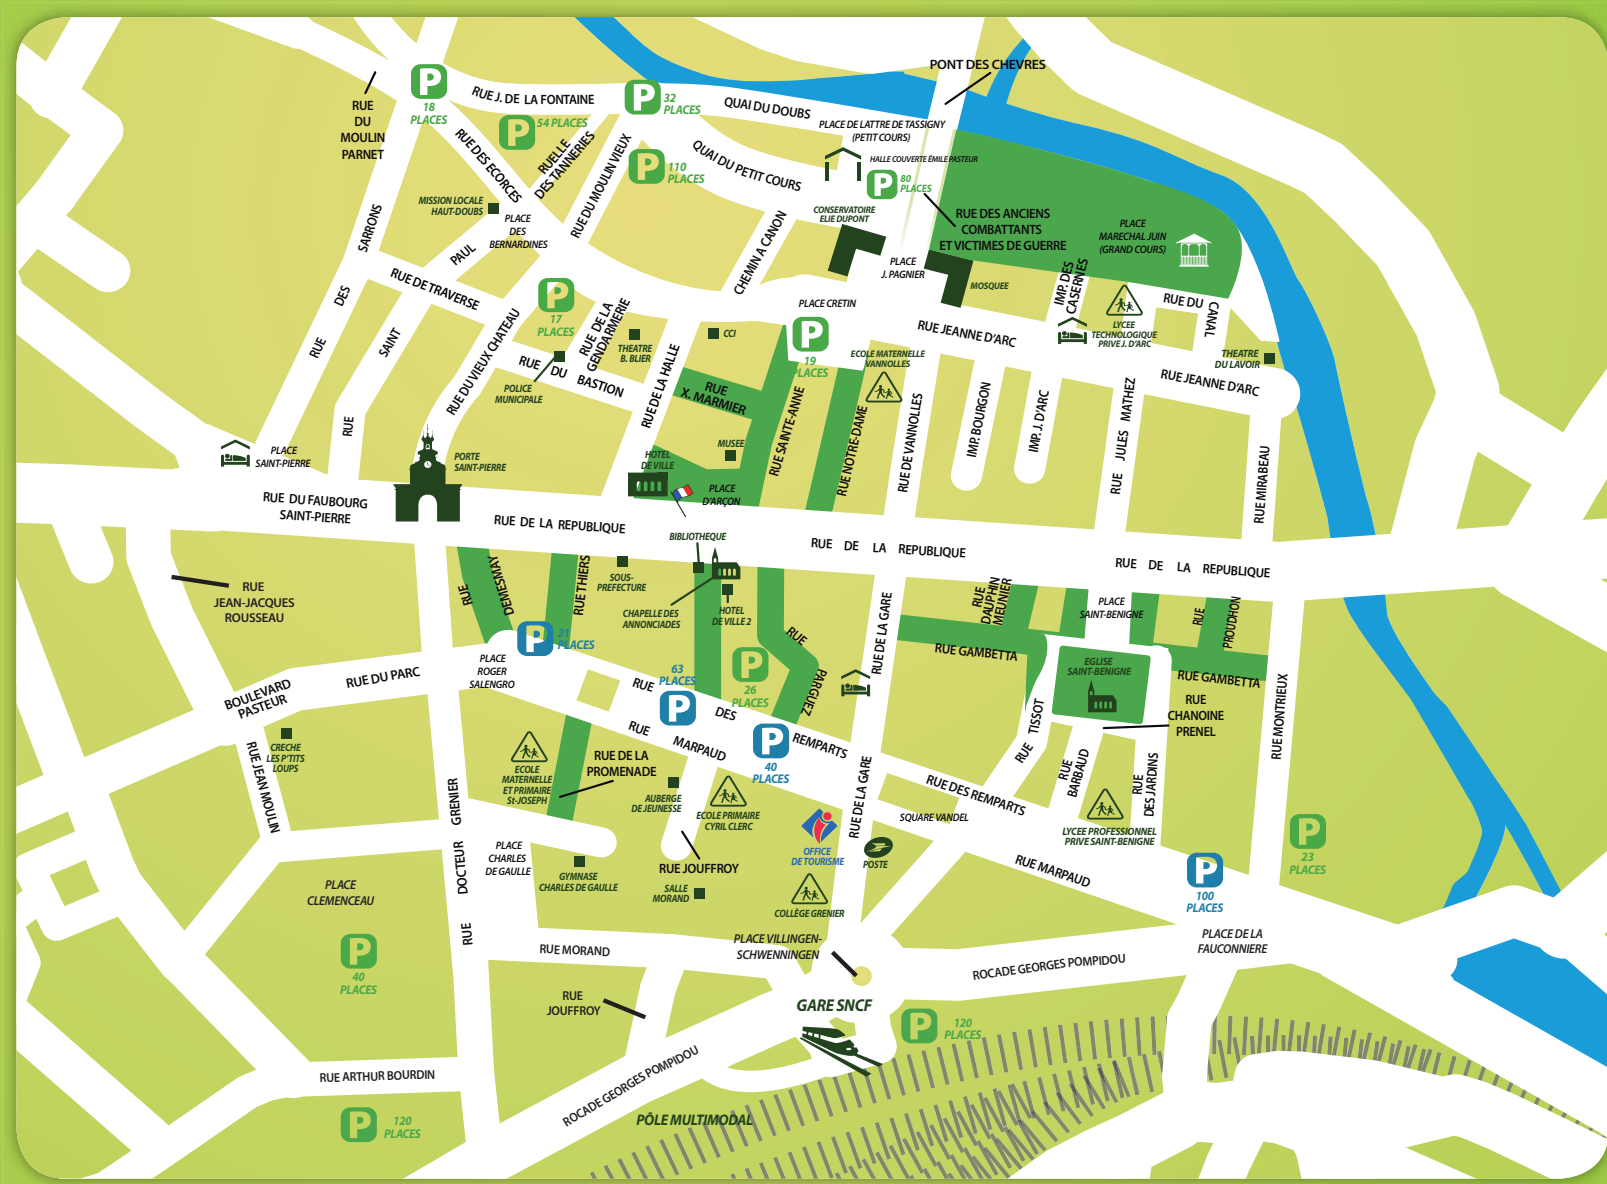 PONT DES CHEVRES
P
18
PLACES
RUE J. DE LA FONTAINE
P
32
PLACES
QUAI DU DOUBS
RUE
DU
MOULIN
PARNET
P
54 PLACES
RUE DES ECORCES
RUELLE
DES TANNERIES
RUE DU MOULIN VIEUX
P
110
PLACES
QUAI DU PETIT COURS
PLACE DE LATTRE DE TASSIGNY
(PETIT COURS)
HALLE COUVERTE ÉMILE PASTEUR
P
80
PLACES
MISSION LOCALE
HAUT-DOUBS
PLACE
DES
BERNARDINES
CONSERVATOIRE
ELIE DUPONT
RUE DES ANCIENS
COMBATTANTS
ET VICTIMES DE GUERRE
PLACE
MARECHAL JUIN
(GRAND COURS)
RUE DES SARRONS
RUE SAINT PAUL
RUE DE TRAVERSE
CHEMIN A CANON
PLACE
J. PAGNIER
MOSQUEE
IMP. DES
CASERNES
RUE DU CANAL
P
17
PLACES
RUE DE LA
GENDARMERIE
THEATRE
B. BLIER
CCI
PLACE CRETIN
P
19
PLACES
RUE JEANNE D'ARC
LYCEE
TECHNOLOGIQUE
PRIVE J. D'ARC
THEATRE
DU LAVOIR
RUE JEANNE D'ARC
RUE DU VIEUX CHATEAU
RUE DU BASTION
POLICE
MUNICIPALE
RUE DE LA HALLE
RUE
X. MARMIER
ECOLE MATERNELLE
VANNOLLES
RUE SAINTE-ANNE
RUE NOTRE-DAME
RUE DE VANNOLLES
IMP. BOURGON
IMP. J. D'ARC
RUE JULES MATHEZ
RUE MIRABEAU
PLACE
SAINT-PIERRE
PORTE
SAINT-PIERRE
HOTEL
DE VILLE
MUSEE
PLACE
D'ARÇON
RUE DU FAUBOURG
SAINT-PIERRE
RUE DE LA REPUBLIQUE
BIBLIOTHEQUE
RUE DE LA REPUBLIQUE
RUE DE LA REPUBLIQUE
RUE
JEAN-JACQUES
ROUSSEAU
RUE DEMESMAY
RUE THIERS
SOUS-
PREFECTURE
CHAPELLE DES
ANNONCIADES
HOTEL
DE VILLE 2
RUE PARGUEZ
RUE DE LA GARE
RUE
DAUPHIN
MEUNIER
PLACE
SAINT-BENIGNE
RUE
PROUDHON
P
21
PLACES
PLACE
ROGER
SALENGRO
RUE GAMBETTA
EGLISE
SAINT-BENIGNE
RUE GAMBETTA
RUE DU PARC
BOULEVARD
PASTEUR
63
PLACES
P
P
26
PLACES
RUE DES REMPARTS
RUE MARPAUD
P
40
PLACES
RUE
CHANOINE
PRENEL
RUE TISSOT
RUE
BARBAUD
RUE
DES JARDINS
RUE MONTRIEUX
CRECHE
LES P'TITS
LOUPS
RUE JEAN MOULIN
RUE DOCTEUR GRENIER
ECOLE
MATERNELLE
ET PRIMAIRE
St-JOSEPH
RUE DE LA
PROMENADE
AUBERGE
DE JEUNESSE
ECOLE PRIMAIRE
CYRIL CLERC
RUE DE LA GARE
RUE DES REMPARTS
SQUARE VANDEL
LYCEE PROFESSIONNEL
PRIVE SAINT-BENIGNE
P
23
PLACES
OFFICE
DE TOURISME
POSTE
RUE MARPAUD
P
100
PLACES
PLACE
CHARLES
DE GAULLE
GYMNASE
CHARLES DE GAULLE
RUE JOUFFROY
SALLE
MORAND
COLLÈGE GRENIER
PLACE
CLEMENCEAU
P
40
PLACES
RUE MORAND
PLACE VILLINGEN-
SCHWENNINGEN
PLACE DE LA
FAUCONNIERE
ROCADE GEORGES POMPIDOU
RUE
JOUFFROY
GARE SNCF
P
120
PLACES
RUE ARTHUR BOURDIN
ROCADE GEORGES POMPIDOU
P
120
PLACES
PÔLE MULTIMODAL